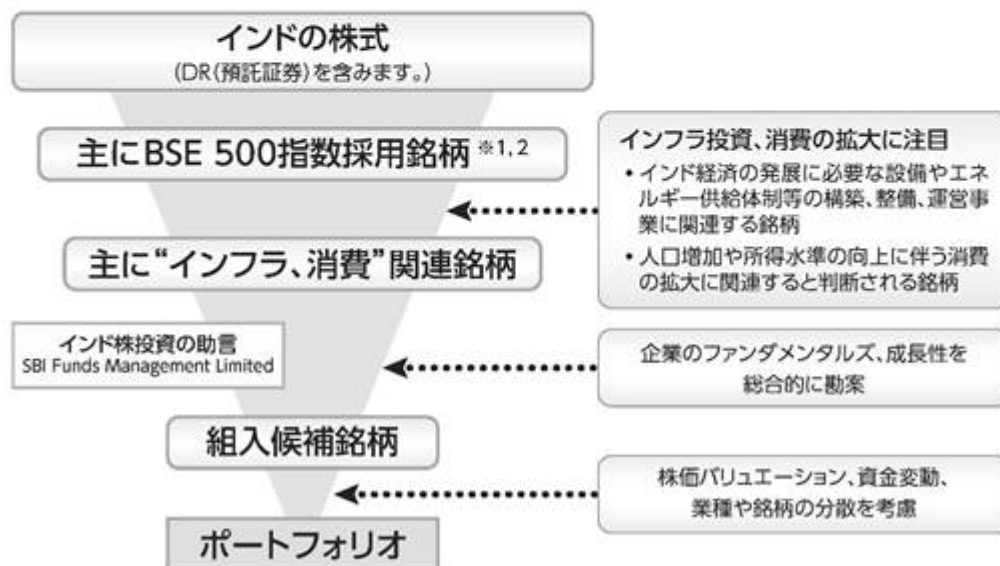 インドの株式
(DR(預託証券)を含みます。)
主にBSE 500指数採用銘柄 ※1,2
インフラ投資、消費の拡大に注目
• インド経済の発展に必要な設備やエネ
ルギー供給体制等の構築、整備、運営事
業に関連する銘柄
• 人口増加や所得水準の向上に伴う消費
の拡大に関連すると判断される銘柄
主に“インフラ、消費”関連銘柄
インド株投資の助言
SBI Funds Management Limited
企業のファンダメンタルズ、成長性を
総合的に勘案
組入候補銘柄
株価バリュエーション、資金変動、
業種や銘柄の分散を考慮
ポートフォリオ